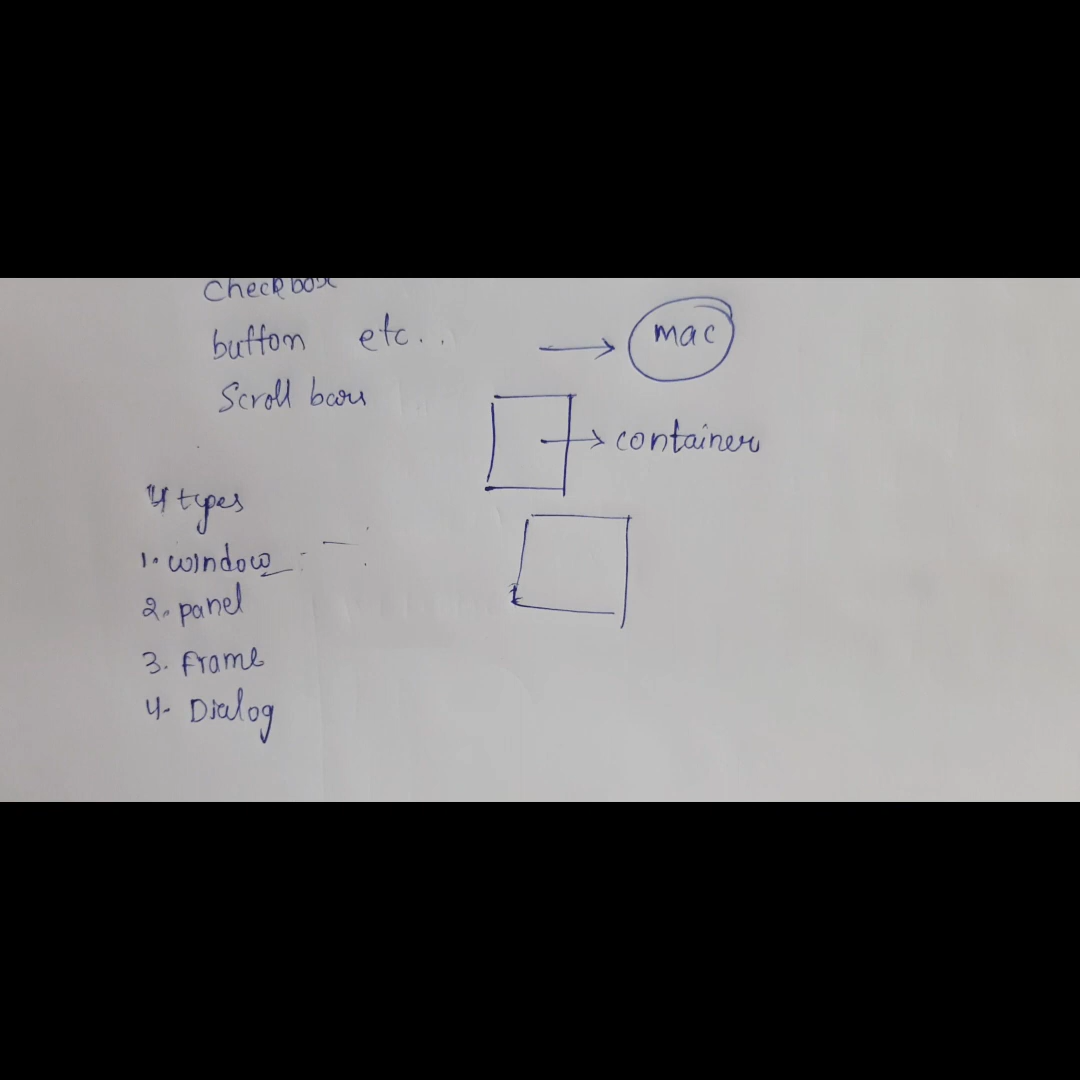 Checkbox
button etc..
mac
Scroll bars
container
4 types
1. window
2. panel
3. Frame
4. Dialog